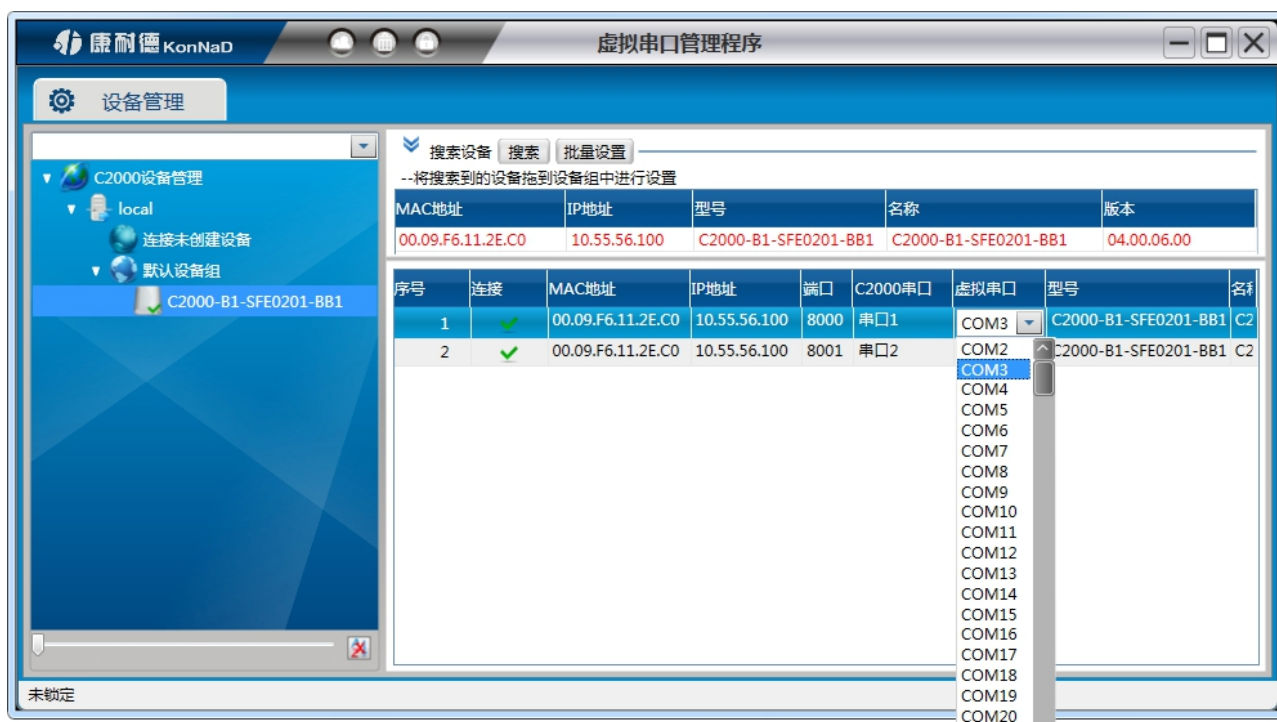 康耐德 KonNaD
虚拟串口管理程序
设备管理
搜索设备 搜索 批量设置
--将搜索到的设备拖到设备组中进行设置
C2000设备管理
local
连接未创建设备
默认设备组
C2000-B1-SFE0201-BB1
MAC地址 IP地址 型号 名称 版本
00.09.F6.11.2E.C0 10.55.56.100 C2000-B1-SFE0201-BB1 C2000-B1-SFE0201-BB1 04.00.06.00
序号 连接 MAC地址 IP地址 端口 C2000串口 虚拟串口 型号
1 00.09.F6.11.2E.C0 10.55.56.100 8000 串口1 COM3 C2000-B1-SFE0201-BB1 C2
2 00.09.F6.11.2E.C0 10.55.56.100 8001 串口2 C2000-B1-SFE0201-BB1 C2
COM2
COM3
COM4
COM5
COM6
COM7
COM8
COM9
COM10
COM11
COM12
COM13
COM14
COM15
COM16
COM17
COM18
COM19
COM20
未锁定